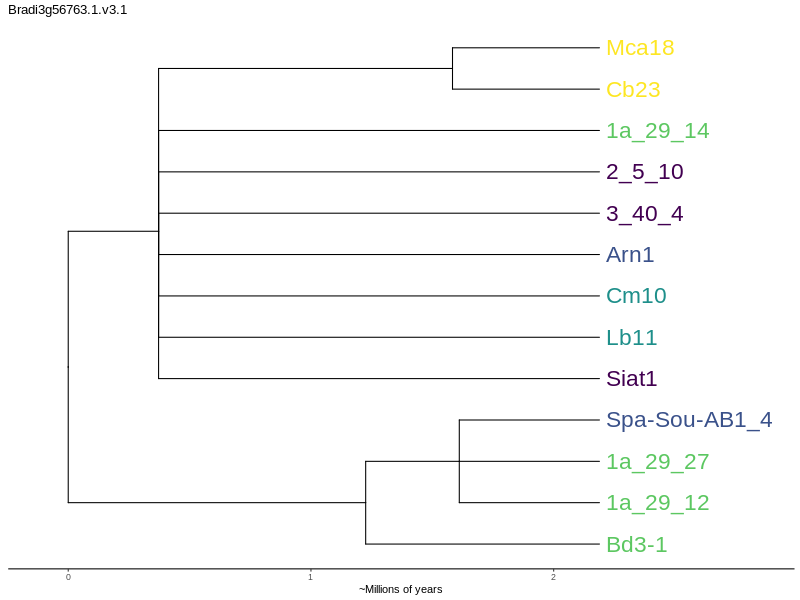 Bradi3g56763.1.v3.1
Mca18
Cb23
1a_29_14
2_5_10
3_40_4
Arn1
Cm10
Lb11
Siat1
Spa-Sou-AB1_4
1a_29_27
1a_29_12
Bd3-1
0 1 2
~Millions of years